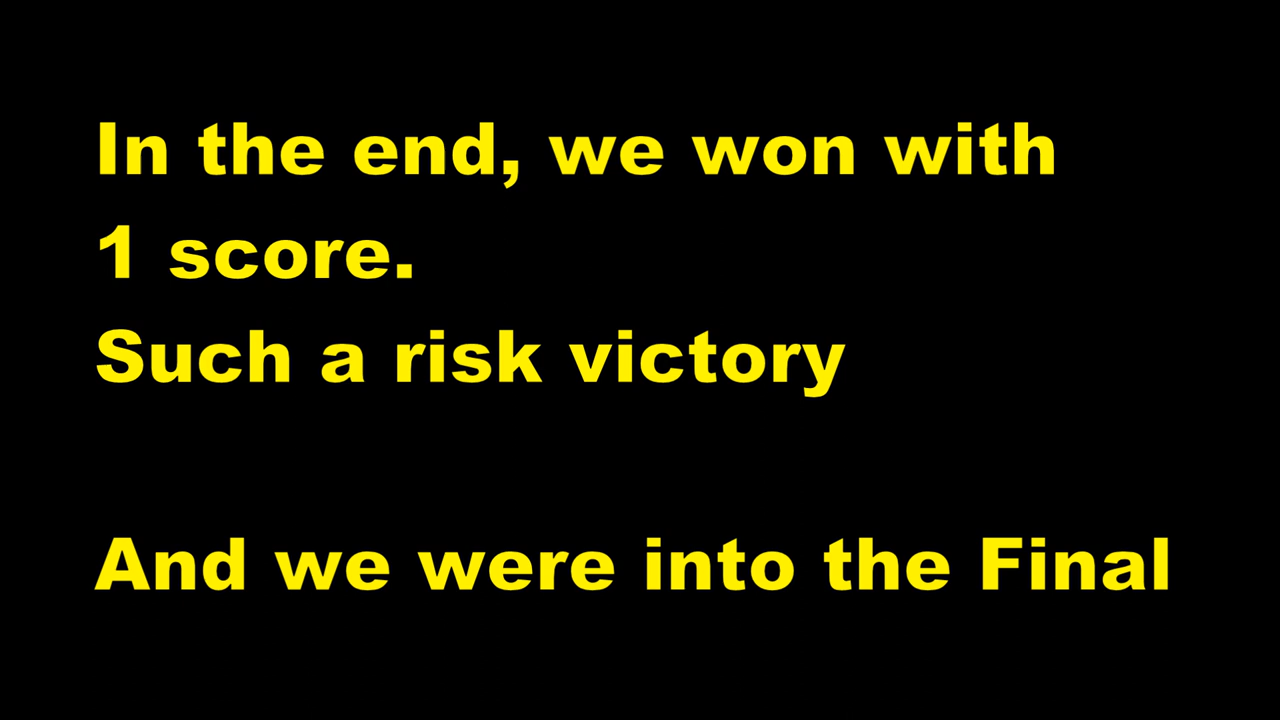 In the end, we won with
1 score.
Such a risk victory
And we were into the Final